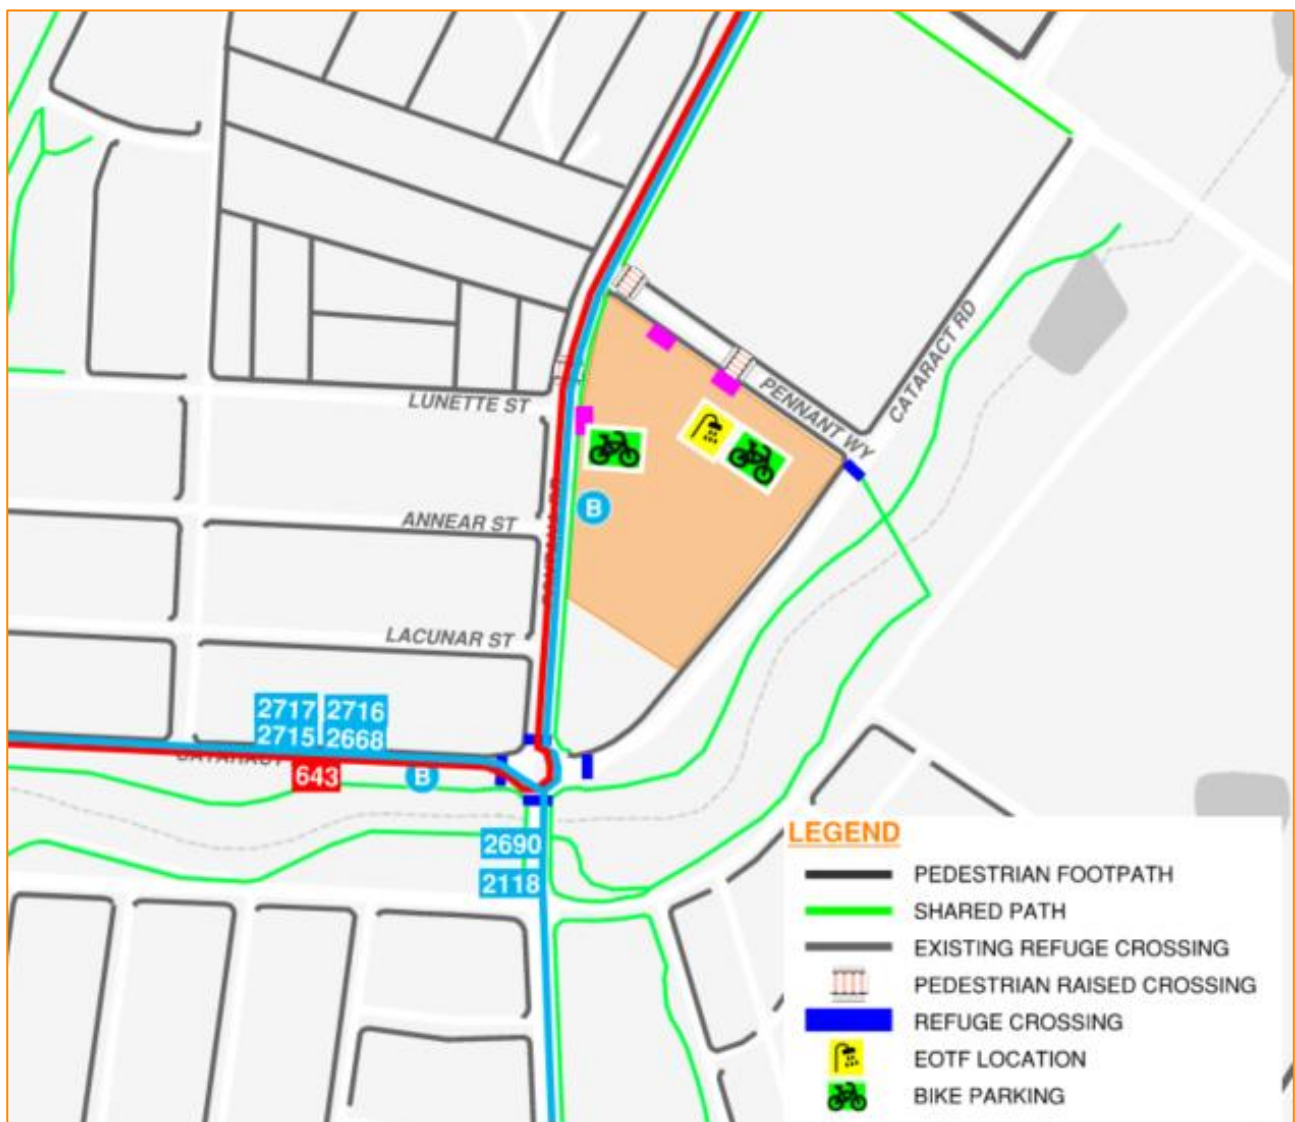 LUNETTE ST
CATARACT RD
PENNANT WY
B
ANNEAR ST
LACUNAR ST
2717 2716
2715 2668
643
B
2690
2118
LEGEND
PEDESTRIAN FOOTPATH
SHARED PATH
EXISTING REFUGE CROSSING
PEDESTRIAN RAISED CROSSING
REFUGE CROSSING
EOTF LOCATION
BIKE PARKING